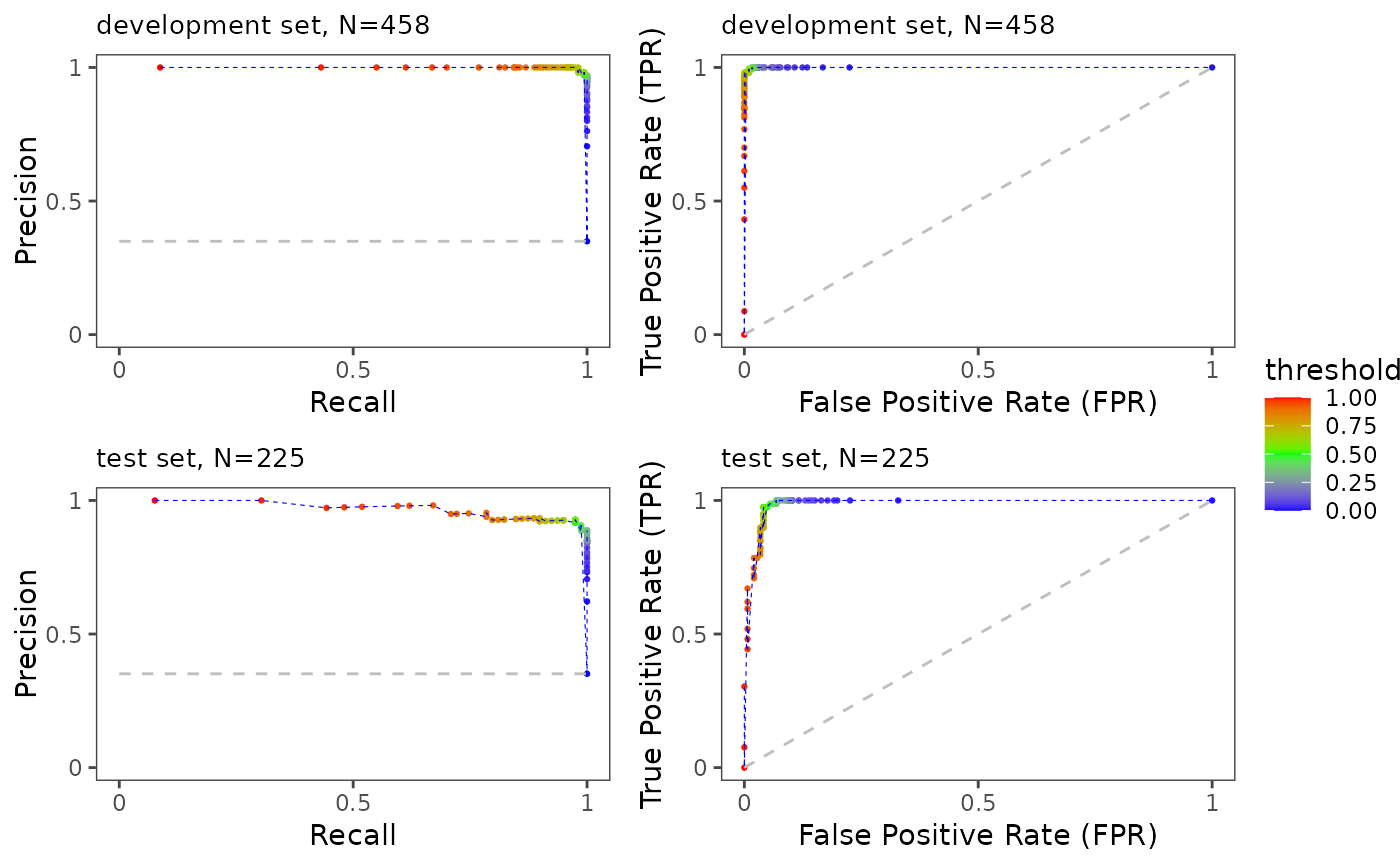 development set, N=458
Precision
1
0.5
0
0
0.5
1
Recall
development set, N=458
True Positive Rate (TPR)
1
0.5
0
0
0.5
1
False Positive Rate (FPR)
test set, N=225
Precision
1
0.5
0
0
0.5
1
Recall
test set, N=225
True Positive Rate (TPR)
1
0.5
0
0
0.5
1
False Positive Rate (FPR)
threshold
1.00
0.75
0.50
0.25
0.00